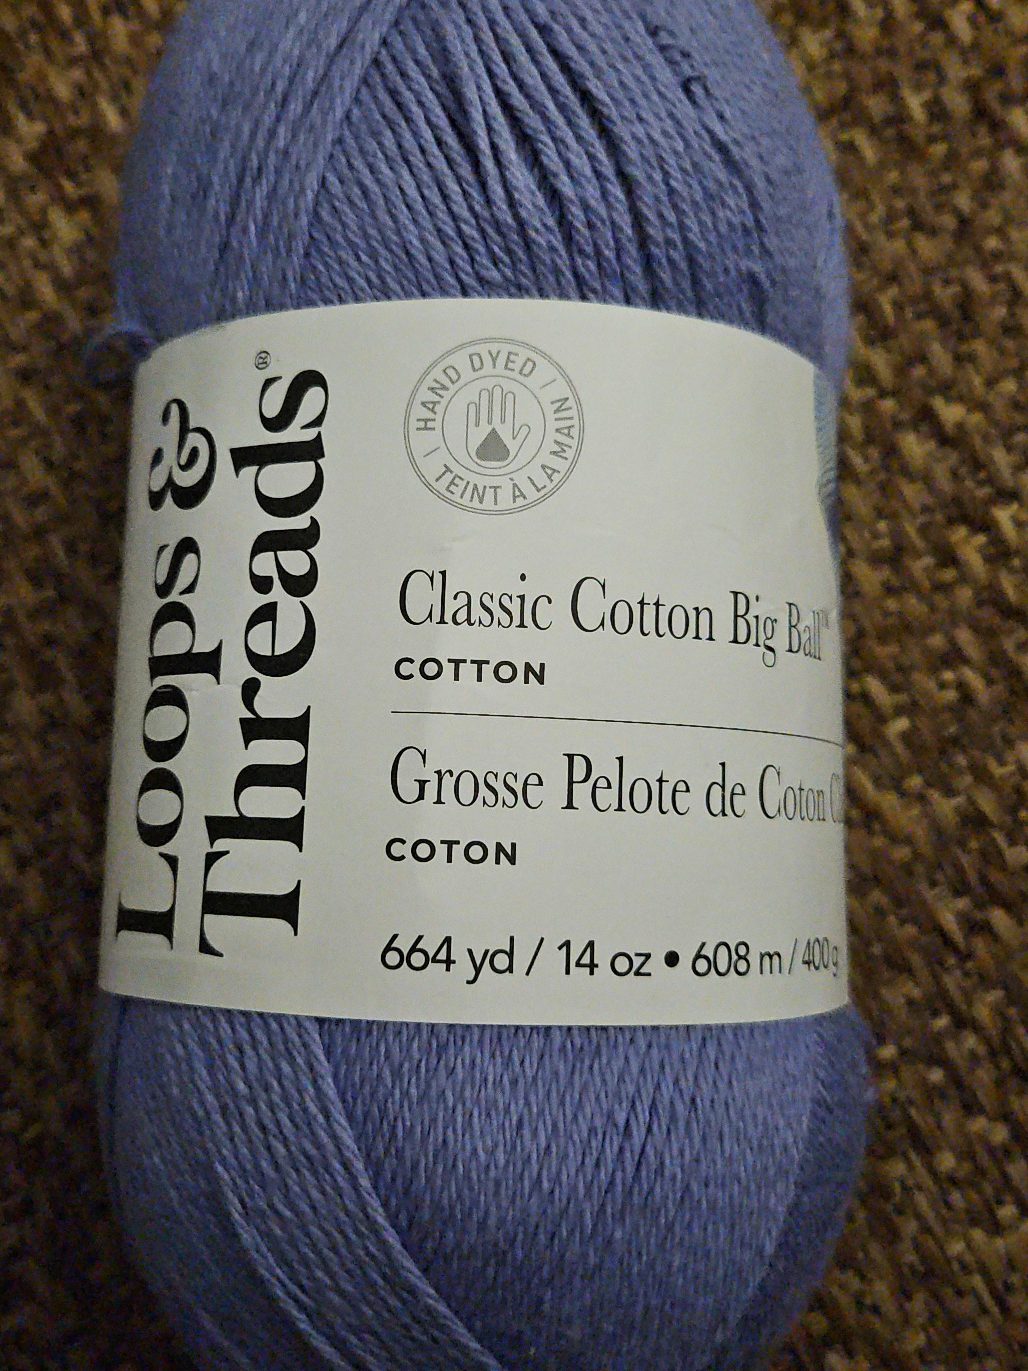 Loops &
Threads®
HAND DYED
TEINT À LA MAIN
Classic Cotton Big Ball™
COTTON
Grosse Pelote de Coton
COTON
664 yd / 14 oz • 608 m / 400 g